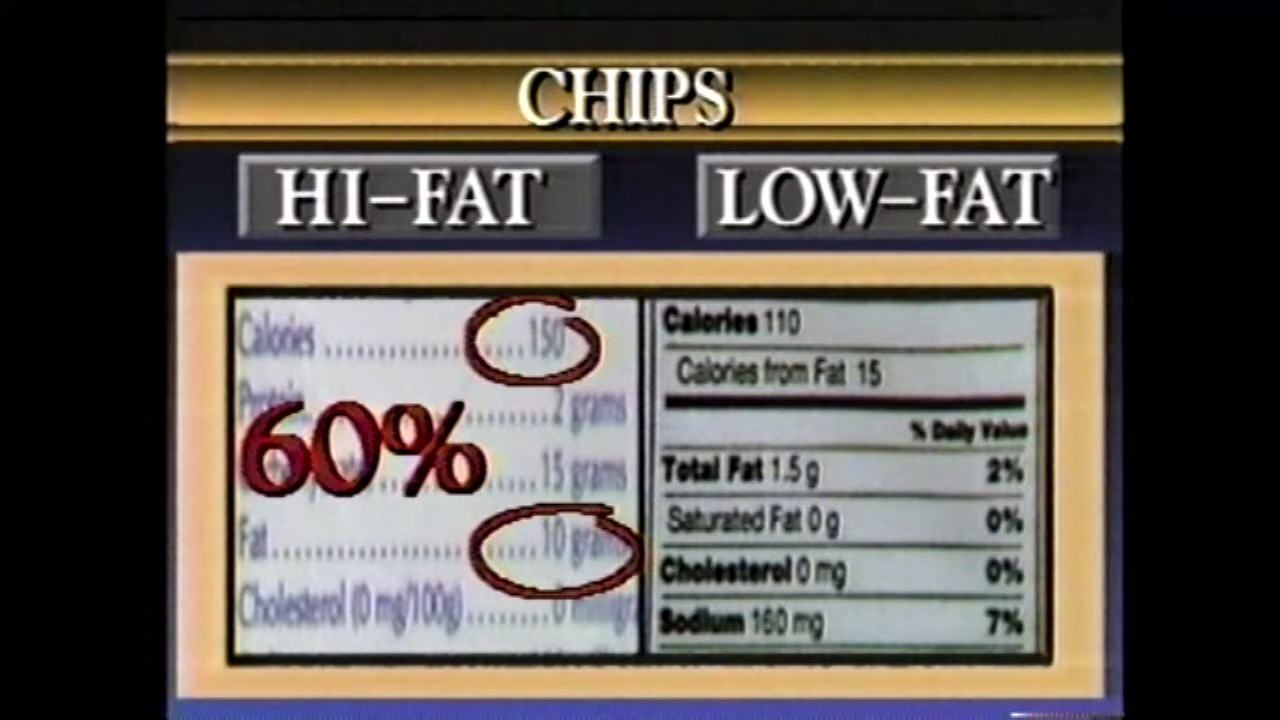 CHIPS
HI-FAT
LOW-FAT
Calories ................ 150
.......... 2 grams
60%
..... 15 grams
Fat........................ 10 grams
Cholesterol (0 mg/100g) ........ 0
Calories 110
Calories from Fat 15
% Daily Value
Total Fat 1.5 g 2%
Saturated Fat 0 g 0%
Cholesterol 0 mg 0%
Sodium 160 mg 7%